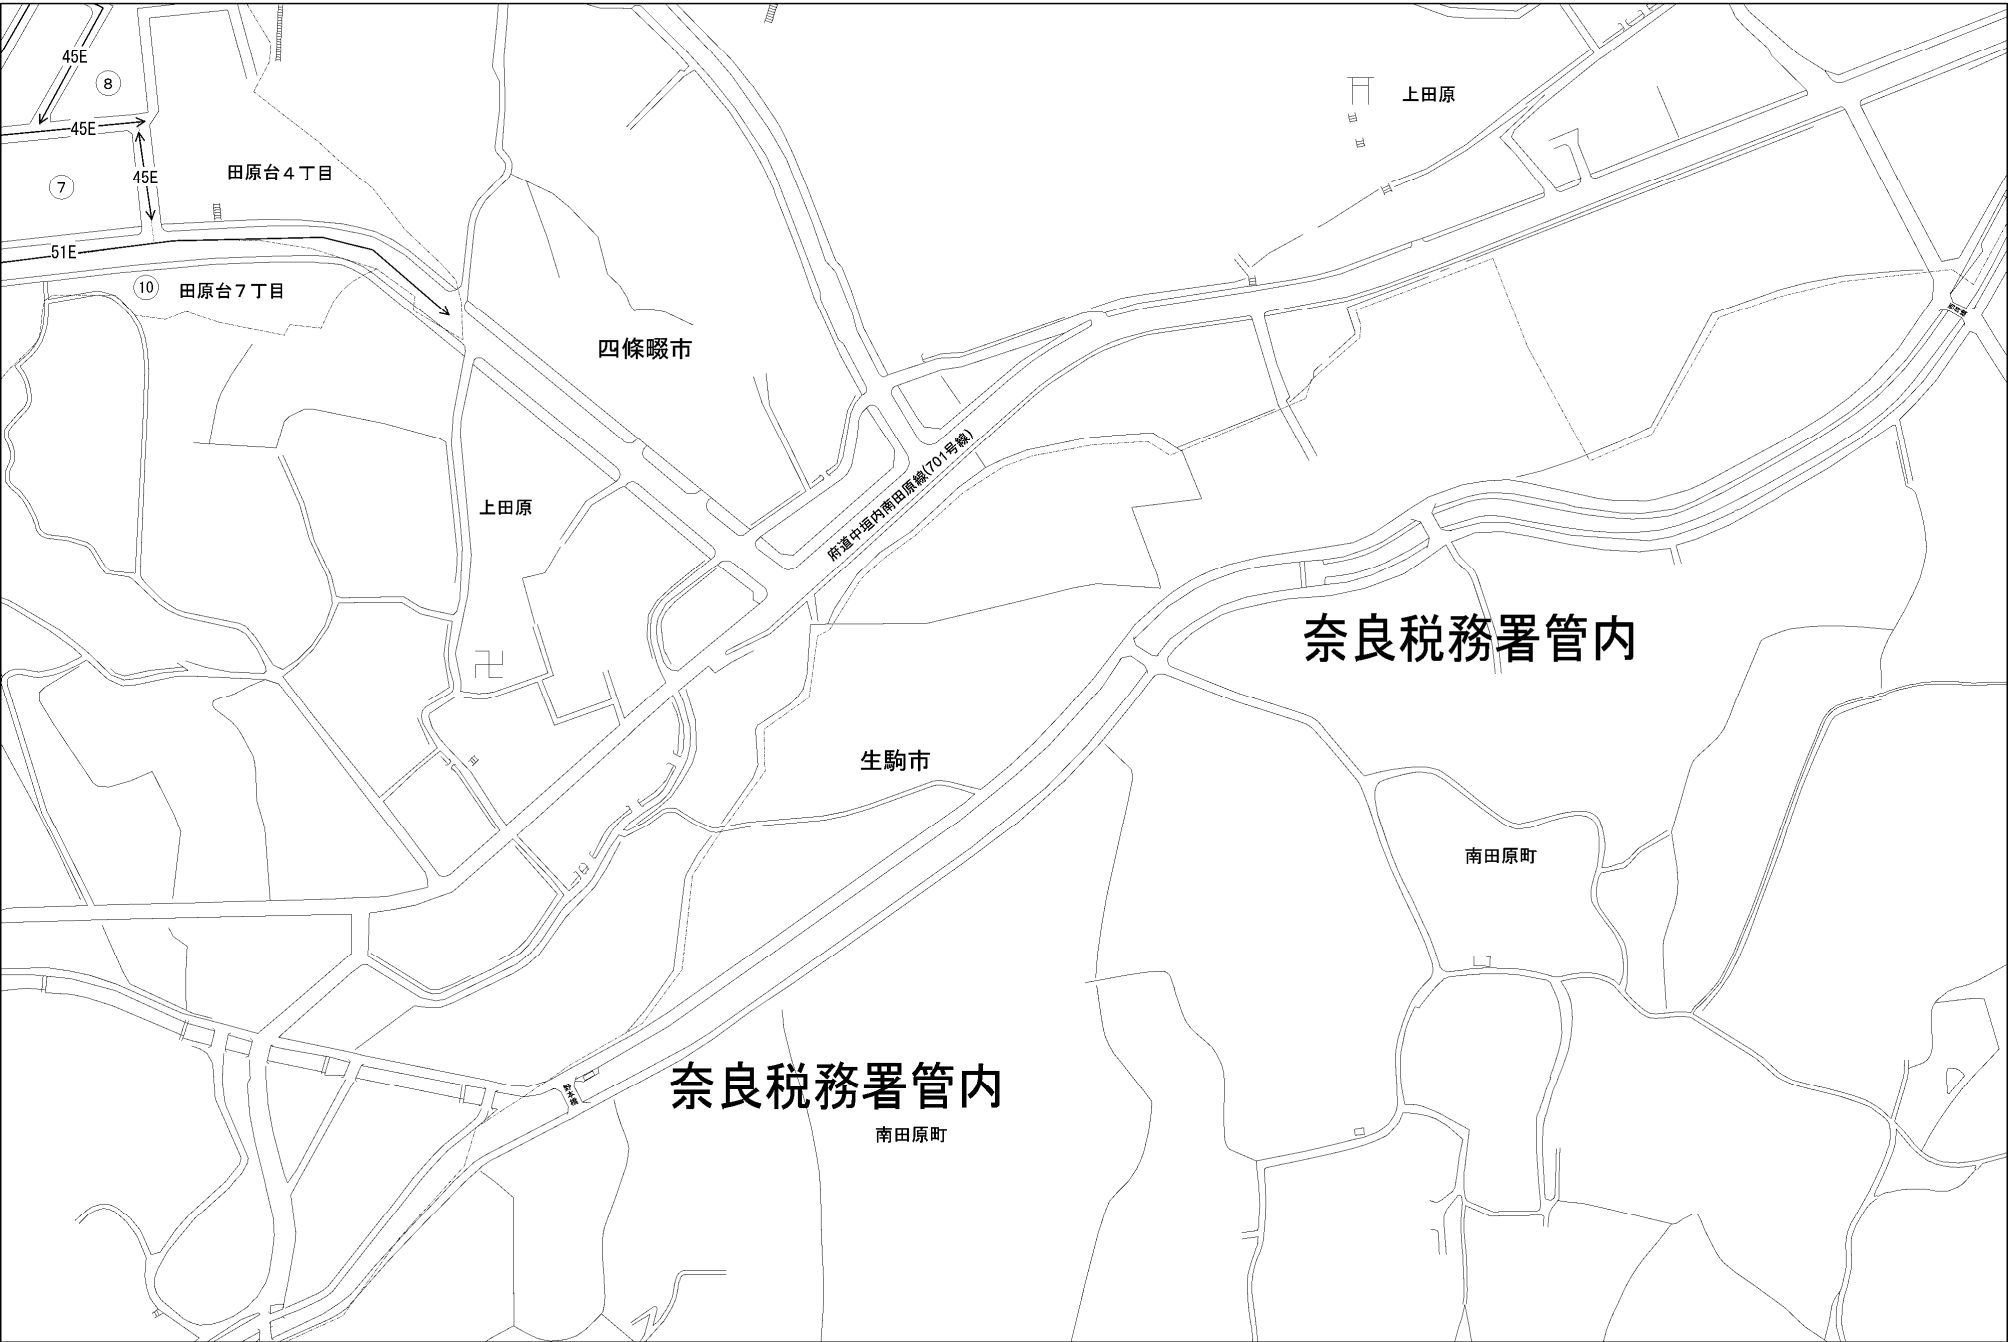 45E
8
上田原
45E
田原台４丁目
45E
7
51E
10
田原台７丁目
四條畷市
府道中垣内南田原線(701号線)
上田原
奈良税務署管内
生駒市
南田原町
奈良税務署管内
南田原町